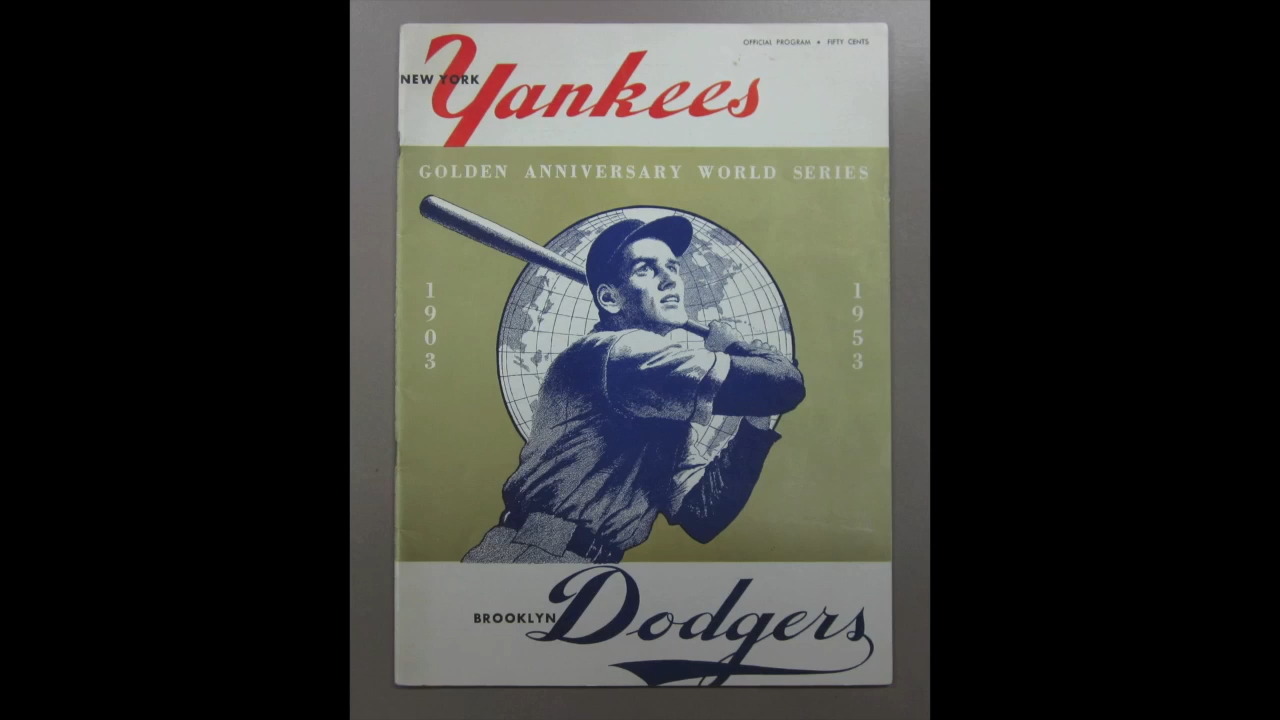 OFFICIAL PROGRAM • FIFTY CENTS
NEW YORK Yankees
GOLDEN ANNIVERSARY WORLD SERIES
1903
1953
BROOKLYN Dodgers